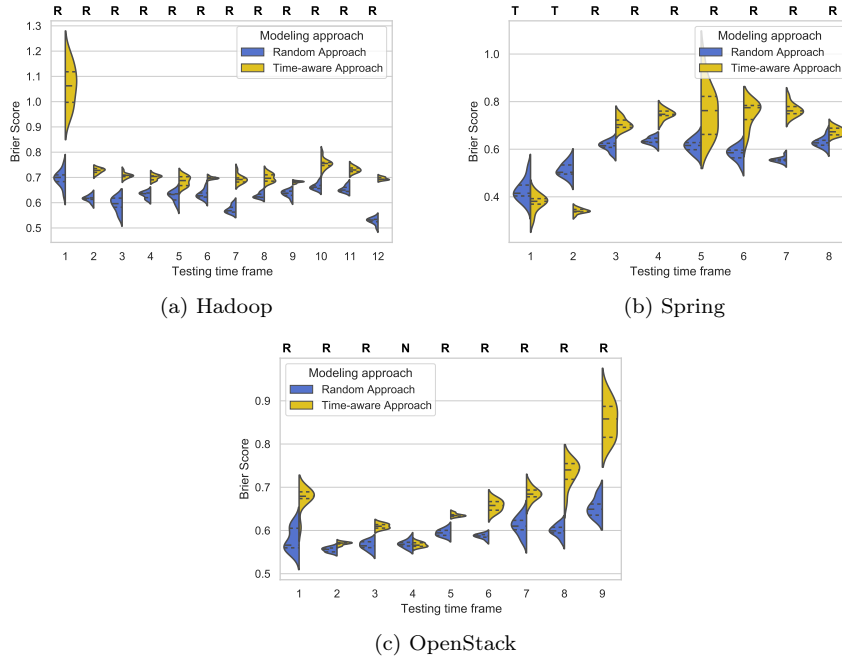 R R R R R R R R R R R R
Modeling approach
Random Approach
Time-aware Approach
Brier Score
1.3
1.2
1.1
1.0
0.9
0.8
0.7
0.6
0.5
1 2 3 4 5 6 7 8 9 10 11 12
Testing time frame
(a) Hadoop
T T R R R R R R
Modeling approach
Random Approach
Time-aware Approach
Brier Score
1.0
0.8
0.6
0.4
1 2 3 4 5 6 7 8
Testing time frame
(b) Spring
R R R N R R R R R
Modeling approach
Random Approach
Time-aware Approach
Brier Score
0.9
0.8
0.7
0.6
0.5
1 2 3 4 5 6 7 8 9
Testing time frame
(c) OpenStack